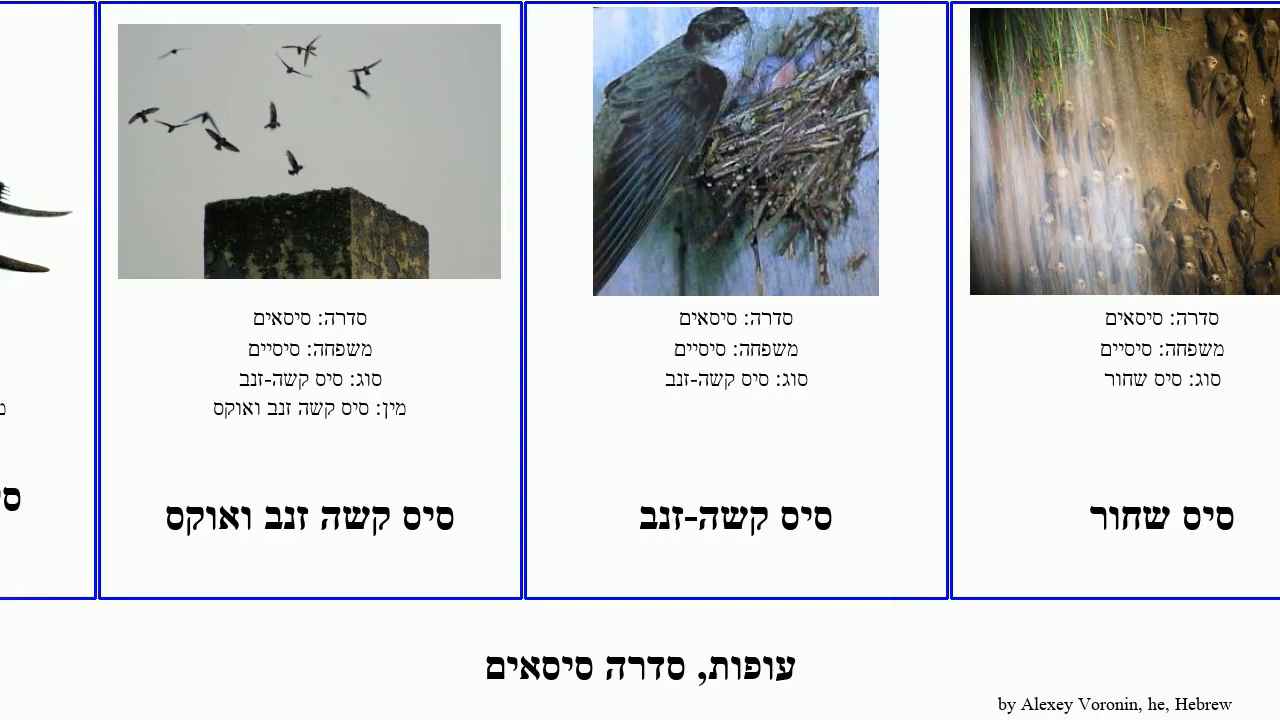 סדרה: סיסאים
משפחה: סיסיים
סוג: סיס שחור
סיס שחור
סדרה: סיסאים
משפחה: סיסיים
סוג: סיס קשה-זנב
סיס קשה-זנב
סדרה: סיסאים
משפחה: סיסיים
סוג: סיס קשה-זנב
מין: סיס קשה זנב ואוקס
סיס קשה זנב ואוקס
עופות, סדרה סיסאים
by Alexey Voronin, he, Hebrew